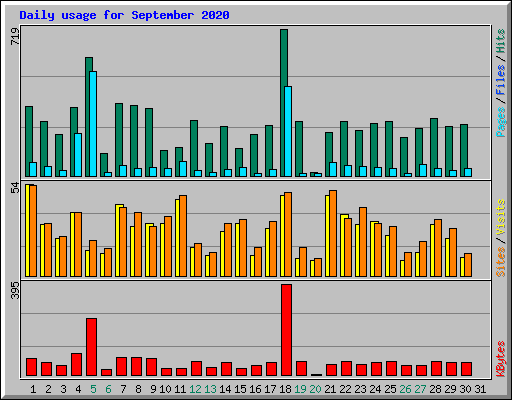 Daily usage for September 2020
719
54
395
Pages / Files / Hits
Sites / Visits
KBytes
1 2 3 4 5 6 7 8 9 10 11 12 13 14 15 16 17 18 19 20 21 22 23 24 25 26 27 28 29 30 31